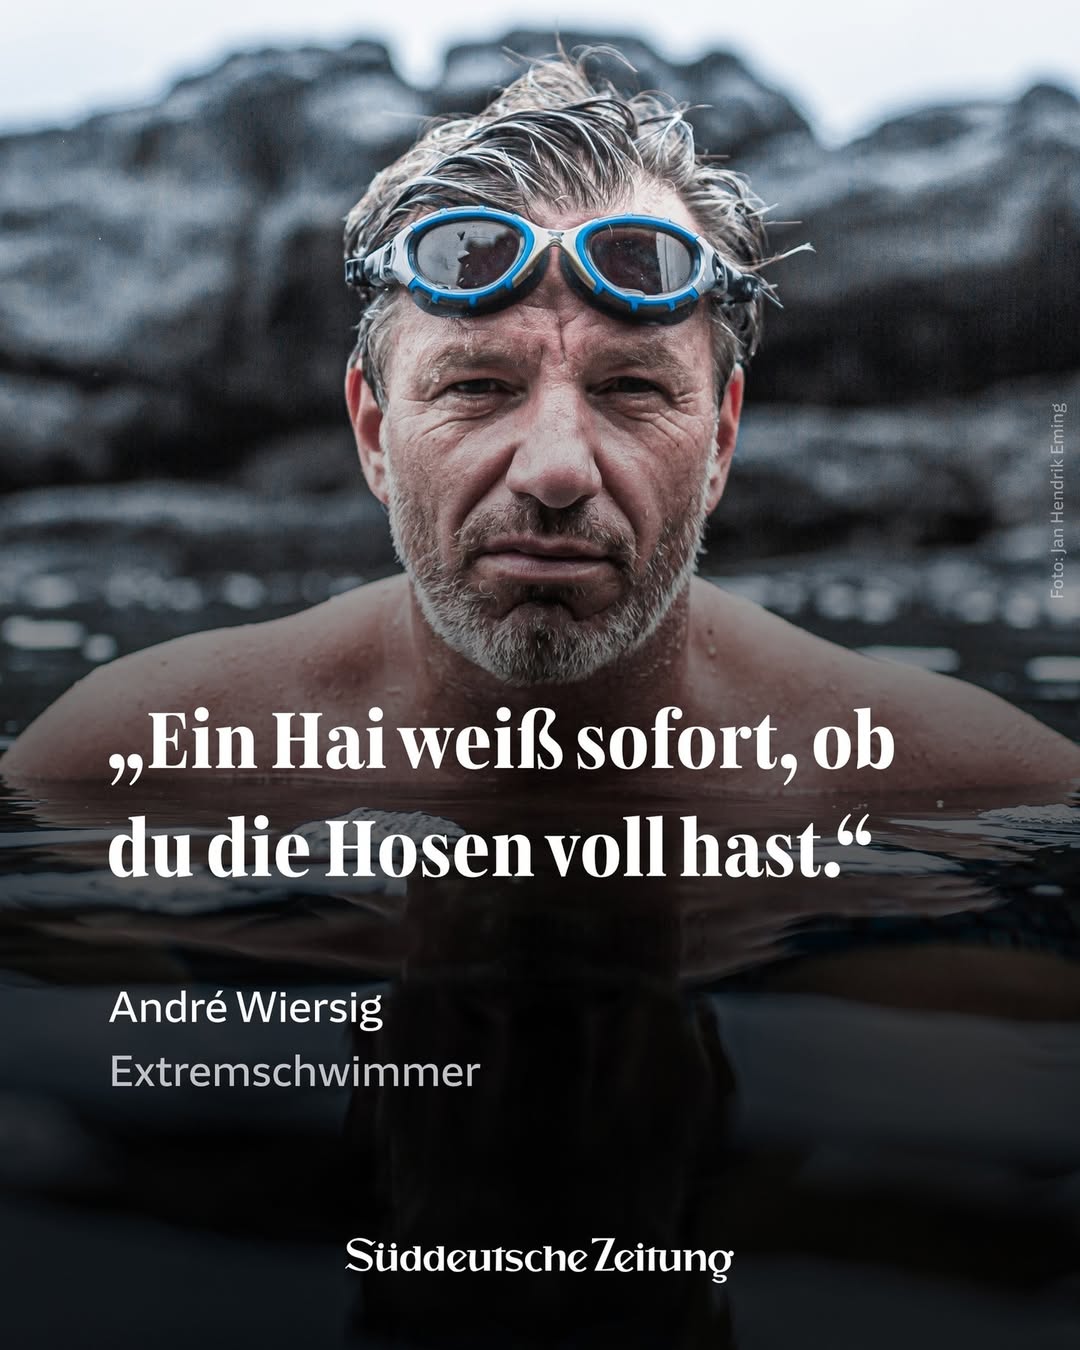 „Ein Hai weiß sofort, ob
du die Hosen voll hast.“
André Wiersig
Extremschwimmer
Süddeutsche Zeitung
Foto: Jan Hendrik Eming